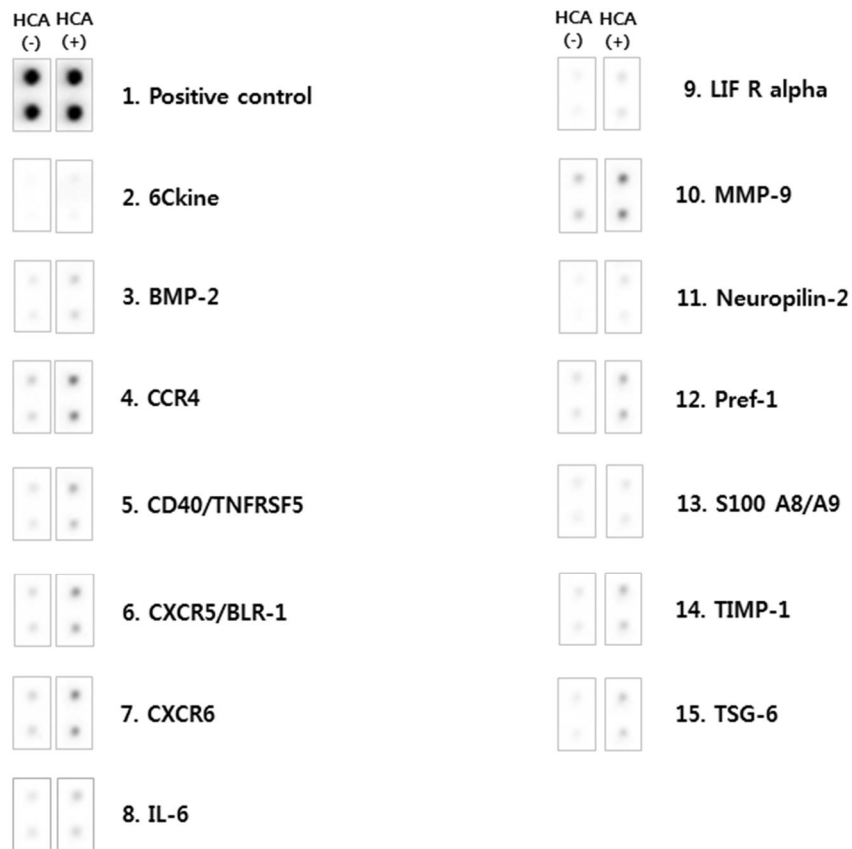 HCA HCA
(-) (+)
1. Positive control
2. 6Ckine
3. BMP-2
4. CCR4
5. CD40/TNFRSF5
6. CXCR5/BLR-1
7. CXCR6
8. IL-6
HCA HCA
(-) (+)
9. LIF R alpha
10. MMP-9
11. Neuropilin-2
12. Pref-1
13. S100 A8/A9
14. TIMP-1
15. TSG-6